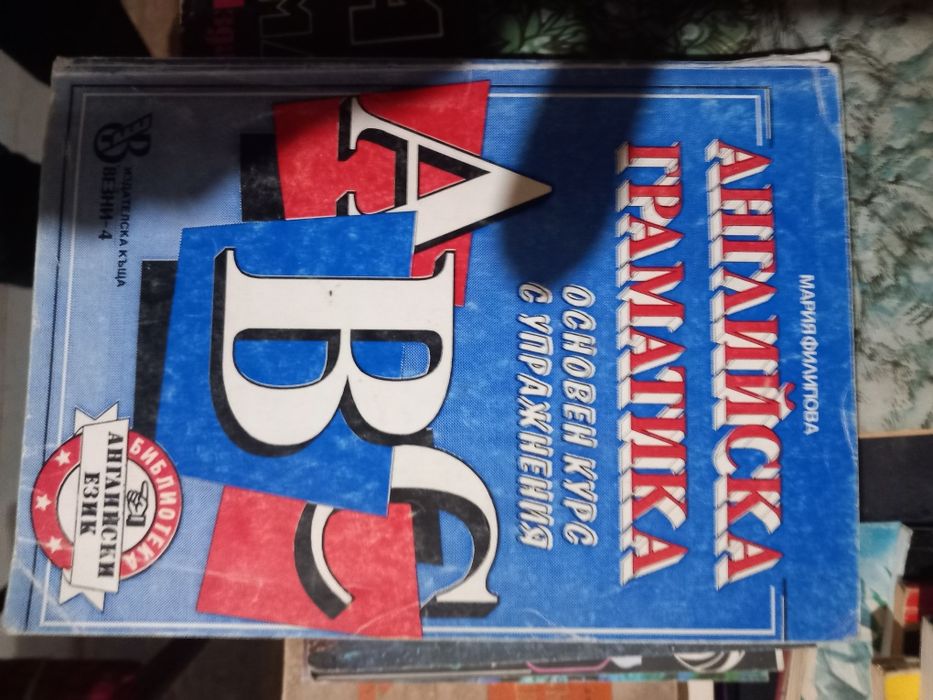 МАРИЯ ФИЛИПОВА
АНГЛИЙСКА
ГРАМАТИКА
ОСНОВЕН КУРС
С УПРАЖНЕНИЯ
ABC
БИБЛИОТЕКА
АНГЛИЙСКИ
ЕЗИК
ИЗДАТЕЛСКА КЪЩА
ВЕЗНИ-4